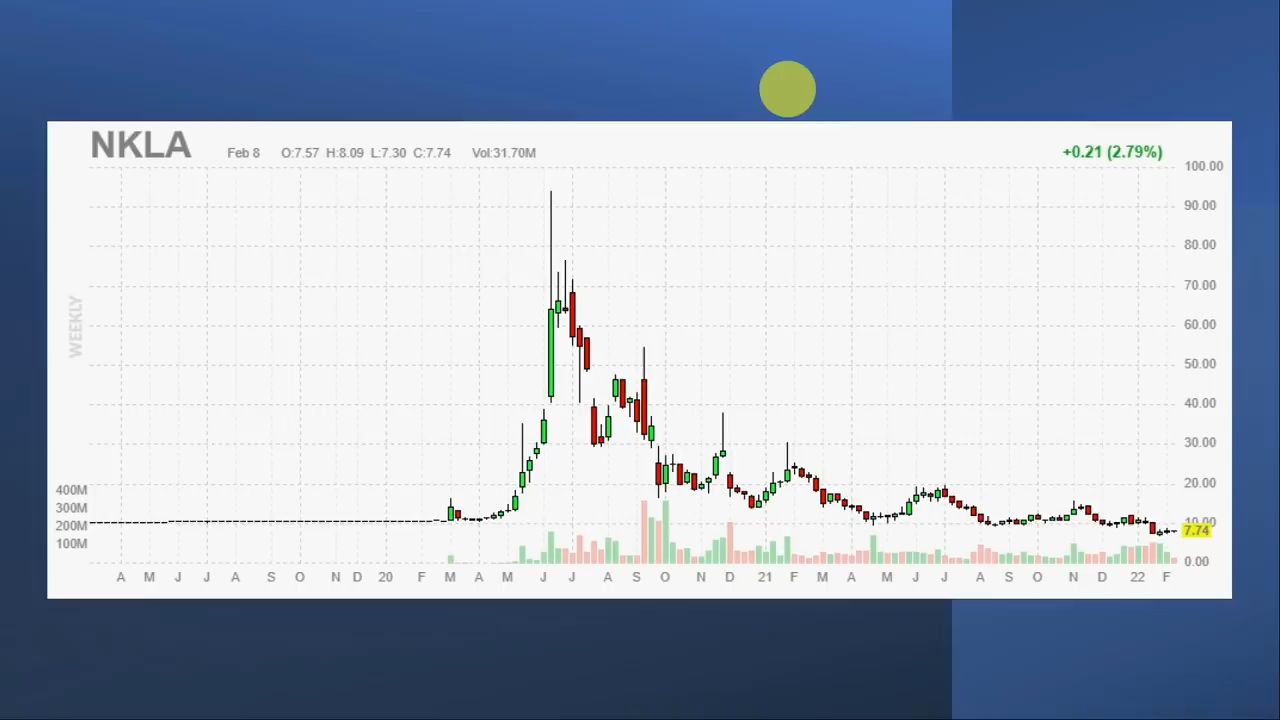 NKLA Feb 8 O:7.57 H:8.09 L:7.30 C:7.74 Vol:31.70M +0.21 (2.79%)
100.00
90.00
80.00
70.00
60.00
50.00
40.00
30.00
20.00
10.00
7.74
0.00
WEEKLY
400M
300M
200M
100M
A M J J A S O N D 20 F M A M J J A S O N D 21 F M A M J J A S O N D 22 F